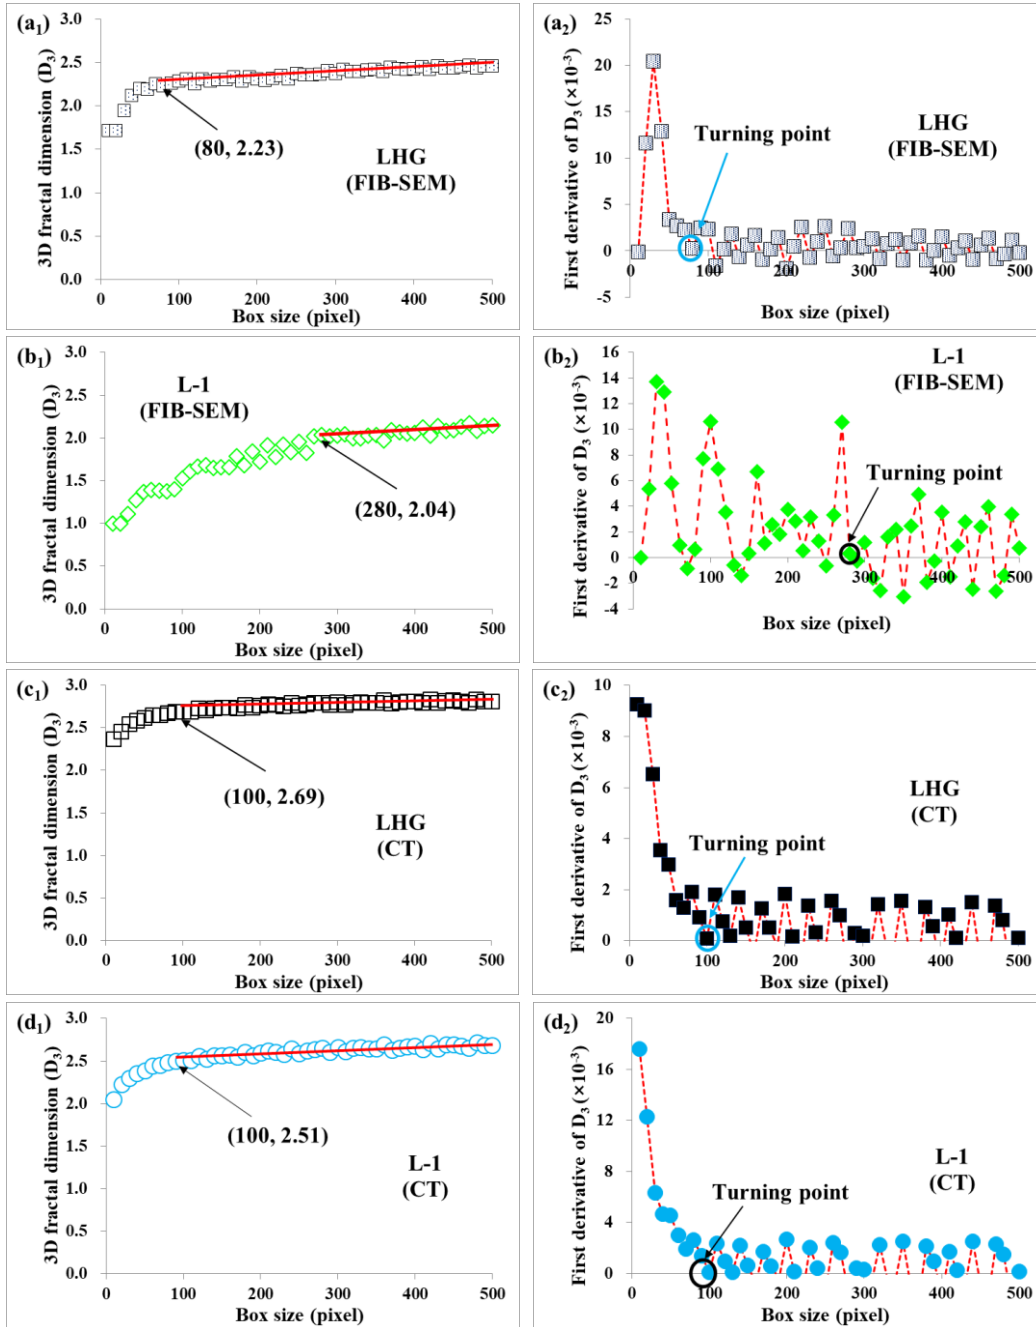 (a₁)
3D fractal dimension (D₃)
3.0
2.5
2.0
1.5
1.0
0.5
0.0
(80, 2.23)
LHG
(FIB-SEM)
0 100 200 300 400 500
Box size (pixel)
(a₂)
First derivative of D₃ (×10⁻³)
25
20
15
10
5
0
-5
Turning point
LHG
(FIB-SEM)
0 100 200 300 400 500
Box size (pixel)
(b₁)
3D fractal dimension (D₃)
3.0
2.5
2.0
1.5
1.0
0.5
0.0
L-1
(FIB-SEM)
(280, 2.04)
0 100 200 300 400 500
Box size (pixel)
(b₂)
First derivative of D₃ (×10⁻³)
16
14
12
10
8
6
4
2
0
-2
-4
L-1
(FIB-SEM)
Turning point
0 100 200 300 400 500
Box size (pixel)
(c₁)
3D fractal dimension (D₃)
3.0
2.5
2.0
1.5
1.0
0.5
0.0
(100, 2.69)
LHG
(CT)
0 100 200 300 400 500
Box size (pixel)
(c₂)
First derivative of D₃ (×10⁻³)
10
8
6
4
2
0
LHG
(CT)
Turning point
0 100 200 300 400 500
Box size (pixel)
(d₁)
3D fractal dimension (D₃)
3.0
2.5
2.0
1.5
1.0
0.5
0.0
(100, 2.51)
L-1
(CT)
0 100 200 300 400 500
Box size (pixel)
(d₂)
First derivative of D₃ (×10⁻³)
20
16
12
8
4
0
L-1
(CT)
Turning point
0 100 200 300 400 500
Box size (pixel)